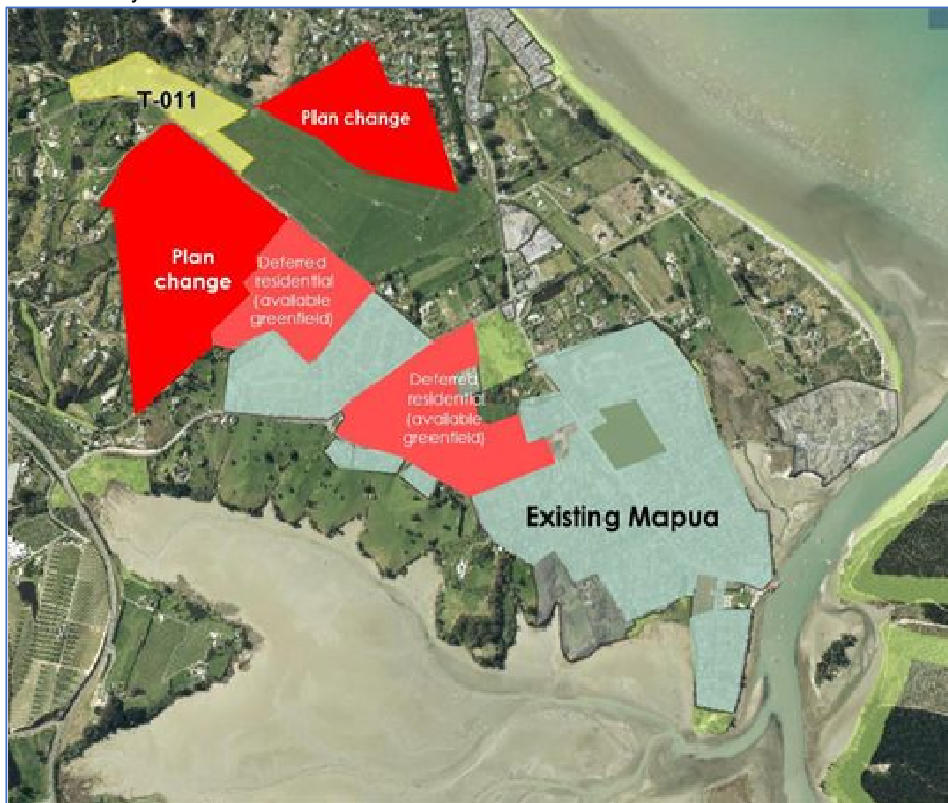 T-011
Plan change
Plan
change
Deferred
residential
(available
greenfield)
Deferred
residential
(available
greenfield)
Existing Mapua